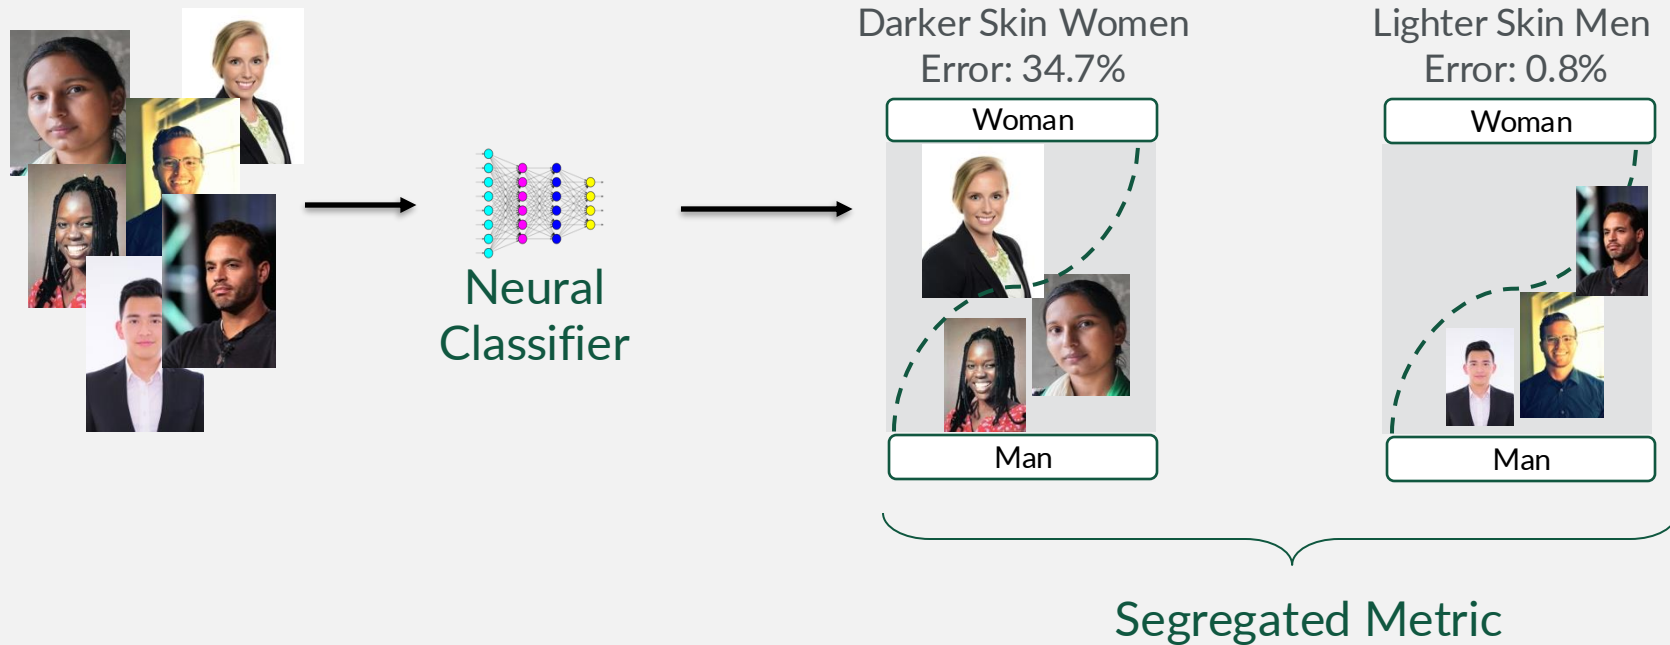 Darker Skin Women
Error: 34.7%
Woman
Man
Lighter Skin Men
Error: 0.8%
Woman
Man
Neural
Classifier
Segregated Metric